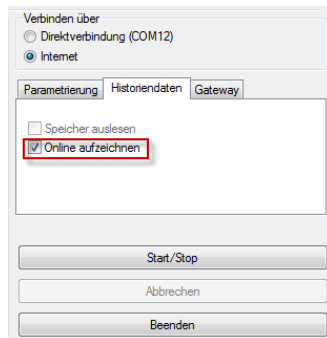 Verbinden über
Direktverbindung (COM12)
Internet
Parametrierung Historiendaten Gateway
Speicher auslesen
Online aufzeichnen
Start/Stop
Abbrechen
Beenden